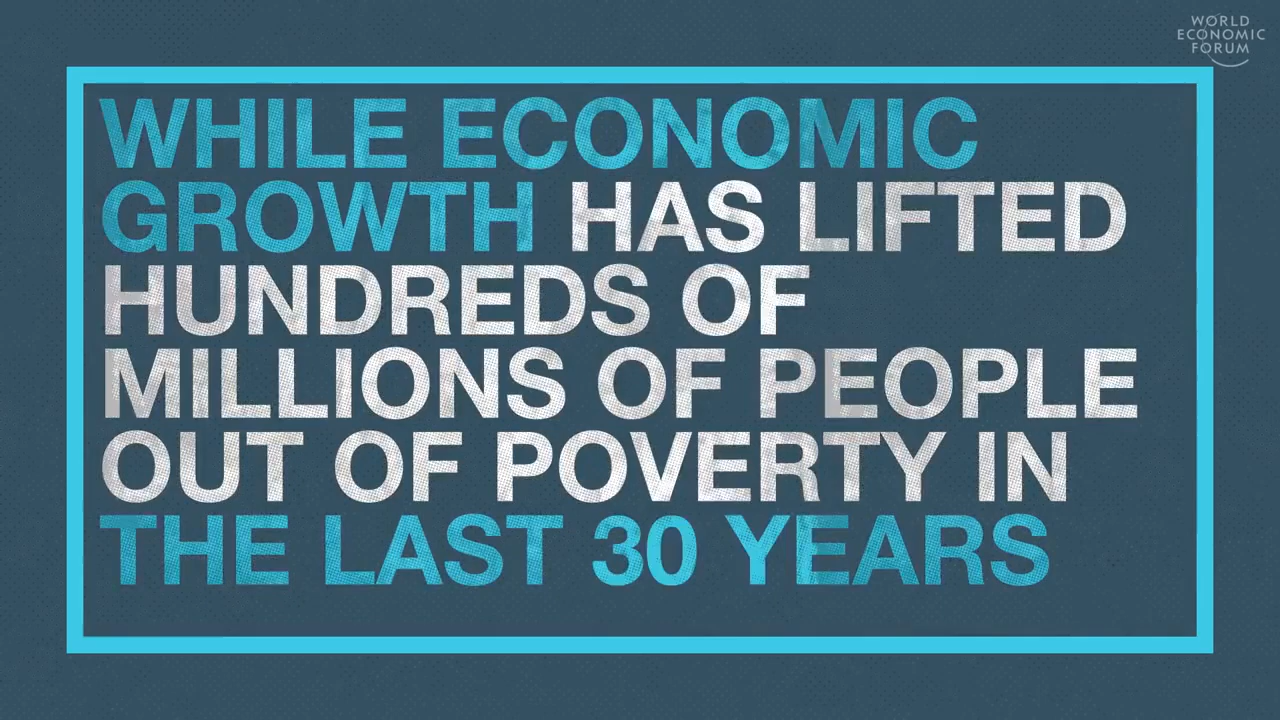 WORLD
ECONOMIC
FORUM
WHILE ECONOMIC
GROWTH HAS LIFTED
HUNDREDS OF
MILLIONS OF PEOPLE
OUT OF POVERTY IN
THE LAST 30 YEARS